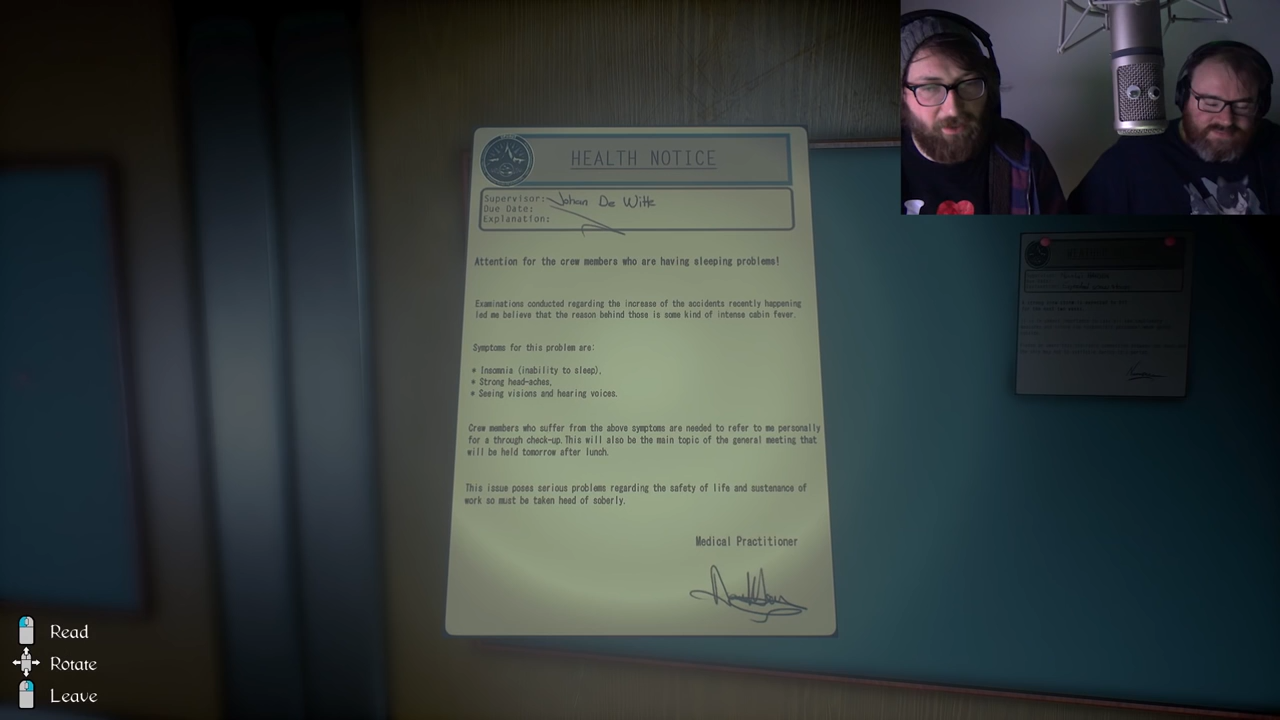 HEALTH NOTICE
Supervisor: Johan De Witt
Due Date:
Explanation:
Attention for the crew members who are having sleeping problems!
Examinations conducted regarding the increase of the accidents recently happening
led me believe that the reason behind those is some kind of intense cabin fever.
Symptoms for this problem are:
* Insomnia (inability to sleep),
* Strong head-aches,
* Seeing visions and hearing voices.
Crew members who suffer from the above symptoms are needed to refer to me personally
for a through check-up. This will also be the main topic of the general meeting that
will be held tomorrow after lunch.
This issue poses serious problems regarding the safety of life and sustenance of
work so must be taken head of soberly.
Medical Practitioner
Read
Rotate
Leave